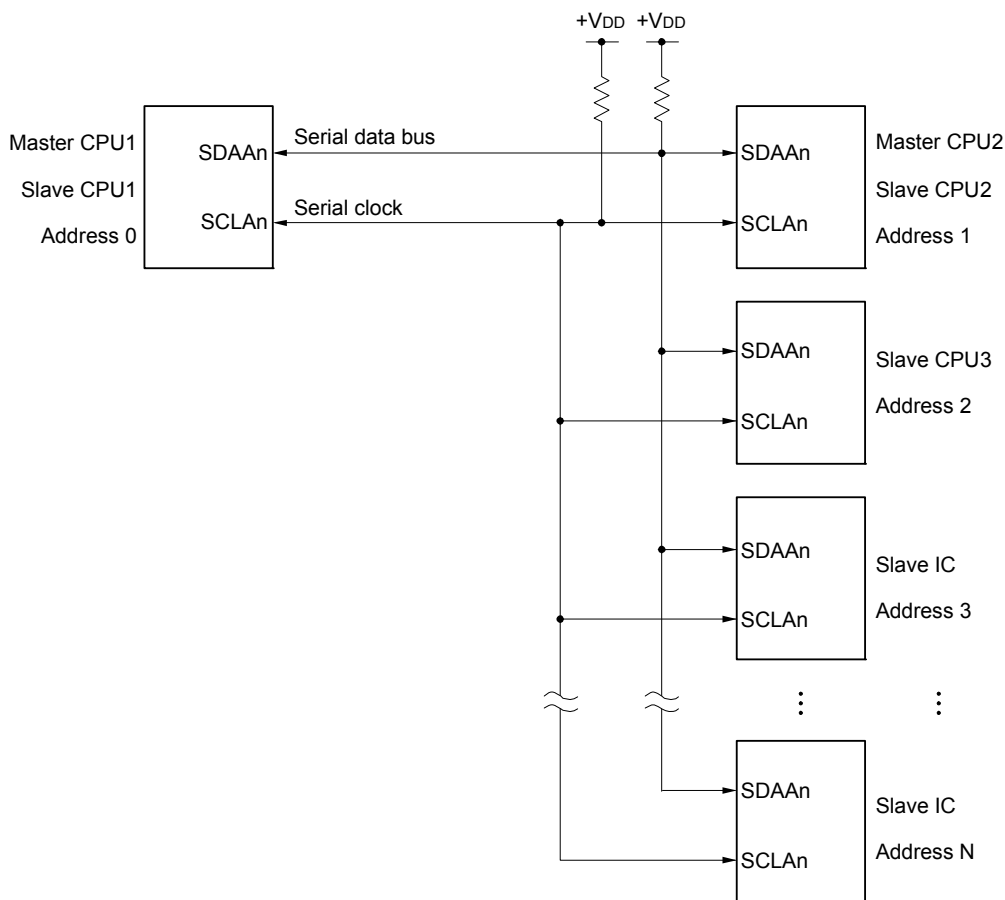 +VDD +VDD
Master CPU1
Slave CPU1
Address 0
SDAAn
SCLAn
Serial data bus
Serial clock
SDAAn
SCLAn
Master CPU2
Slave CPU2
Address 1
SDAAn
SCLAn
Slave CPU3
Address 2
SDAAn
SCLAn
Slave IC
Address 3
SDAAn
SCLAn
Slave IC
Address N